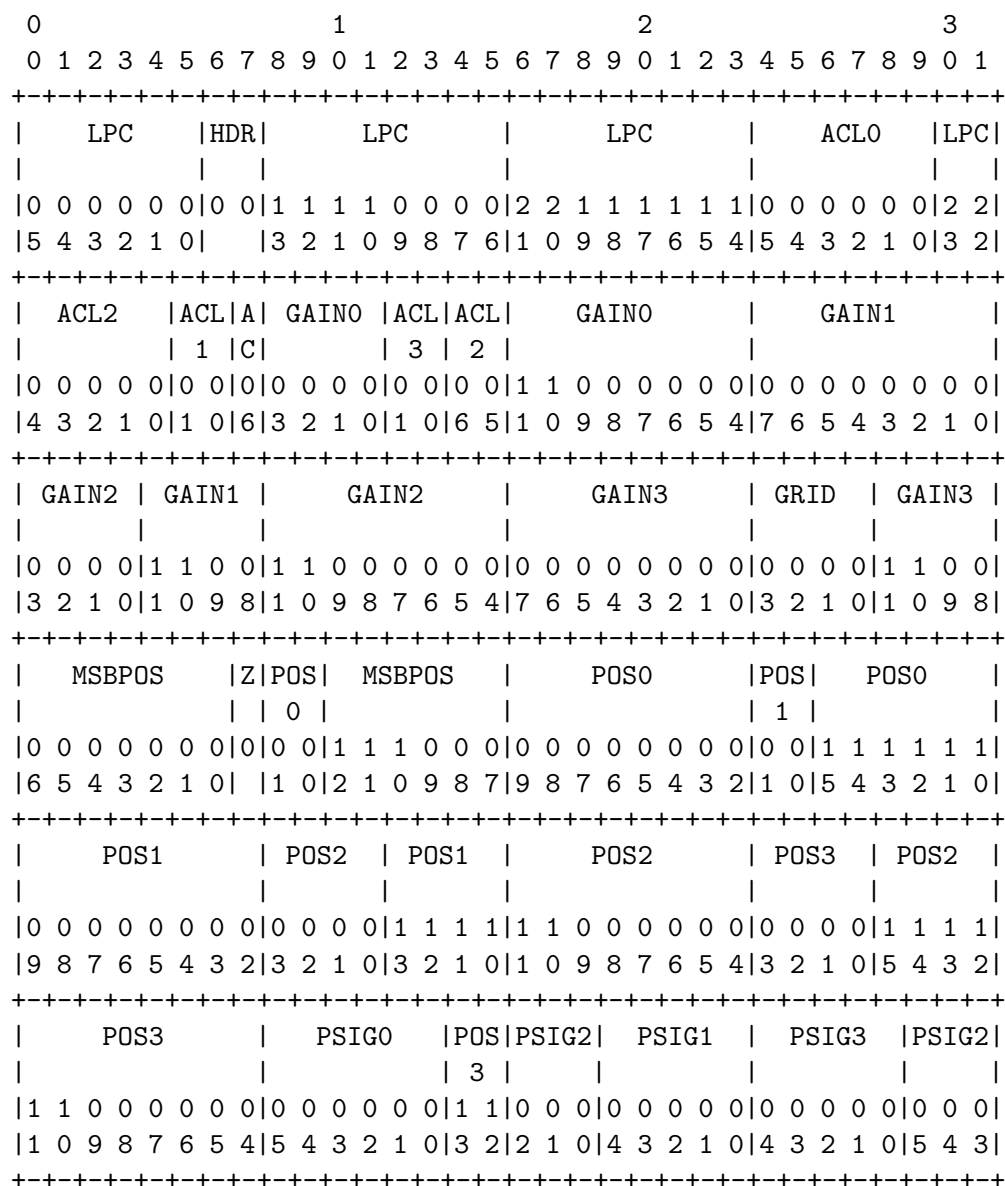 0                   1                   2                   3
 0 1 2 3 4 5 6 7 8 9 0 1 2 3 4 5 6 7 8 9 0 1 2 3 4 5 6 7 8 9 0 1
+-+-+-+-+-+-+-+-+-+-+-+-+-+-+-+-+-+-+-+-+-+-+-+-+-+-+-+-+-+-+-+-+
|    LPC    |HDR|      LPC      |      LPC      |    ACL0   |LPC|
|           |   |               |               |           |   |
|0 0 0 0 0 0|0 0|1 1 1 1 0 0 0 0|2 2 1 1 1 1 1 1|0 0 0 0 0 0|2 2|
|5 4 3 2 1 0|   |3 2 1 0 9 8 7 6|1 0 9 8 7 6 5 4|5 4 3 2 1 0|3 2|
+-+-+-+-+-+-+-+-+-+-+-+-+-+-+-+-+-+-+-+-+-+-+-+-+-+-+-+-+-+-+-+-+
|  ACL2   |ACL|A| GAIN0 |ACL|ACL|    GAIN0      |    GAIN1      |
|         | 1 |C|       | 3 | 2 |               |               |
|0 0 0 0 0|0 0|0|0 0 0 0|0 0|0 0|1 1 0 0 0 0 0 0|0 0 0 0 0 0 0 0|
|4 3 2 1 0|1 0|6|3 2 1 0|1 0|6 5|1 0 9 8 7 6 5 4|7 6 5 4 3 2 1 0|
+-+-+-+-+-+-+-+-+-+-+-+-+-+-+-+-+-+-+-+-+-+-+-+-+-+-+-+-+-+-+-+-+
| GAIN2 | GAIN1 |     GAIN2     |     GAIN3     | GRID  | GAIN3 |
|       |       |               |               |       |       |
|0 0 0 0|1 1 0 0|1 1 0 0 0 0 0 0|0 0 0 0 0 0 0 0|0 0 0 0|1 1 0 0|
|3 2 1 0|1 0 9 8|1 0 9 8 7 6 5 4|7 6 5 4 3 2 1 0|3 2 1 0|1 0 9 8|
+-+-+-+-+-+-+-+-+-+-+-+-+-+-+-+-+-+-+-+-+-+-+-+-+-+-+-+-+-+-+-+-+
|   MSBPOS    |Z|POS|  MSBPOS   |     POS0      |POS|   POS0    |
|             | | 0 |           |               | 1 |           |
|0 0 0 0 0 0 0|0|0 0|1 1 1 0 0 0|0 0 0 0 0 0 0 0|0 0|1 1 1 1 1 1|
|6 5 4 3 2 1 0| |1 0|2 1 0 9 8 7|9 8 7 6 5 4 3 2|1 0|5 4 3 2 1 0|
+-+-+-+-+-+-+-+-+-+-+-+-+-+-+-+-+-+-+-+-+-+-+-+-+-+-+-+-+-+-+-+-+
|     POS1      | POS2  | POS1  |     POS2      | POS3  | POS2  |
|               |       |       |               |       |       |
|0 0 0 0 0 0 0 0|0 0 0 0|1 1 1 1|1 1 0 0 0 0 0 0|0 0 0 0|1 1 1 1|
|9 8 7 6 5 4 3 2|3 2 1 0|3 2 1 0|1 0 9 8 7 6 5 4|3 2 1 0|5 4 3 2|
+-+-+-+-+-+-+-+-+-+-+-+-+-+-+-+-+-+-+-+-+-+-+-+-+-+-+-+-+-+-+-+-+
|     POS3      |   PSIG0   |POS|PSIG2|  PSIG1  |  PSIG3  |PSIG2|
|               |           | 3 |     |         |         |     |
|1 1 0 0 0 0 0 0|0 0 0 0 0 0|1 1|0 0 0|0 0 0 0 0|0 0 0 0 0|0 0 0|
|1 0 9 8 7 6 5 4|5 4 3 2 1 0|3 2|2 1 0|4 3 2 1 0|4 3 2 1 0|5 4 3|
+-+-+-+-+-+-+-+-+-+-+-+-+-+-+-+-+-+-+-+-+-+-+-+-+-+-+-+-+-+-+-+-+